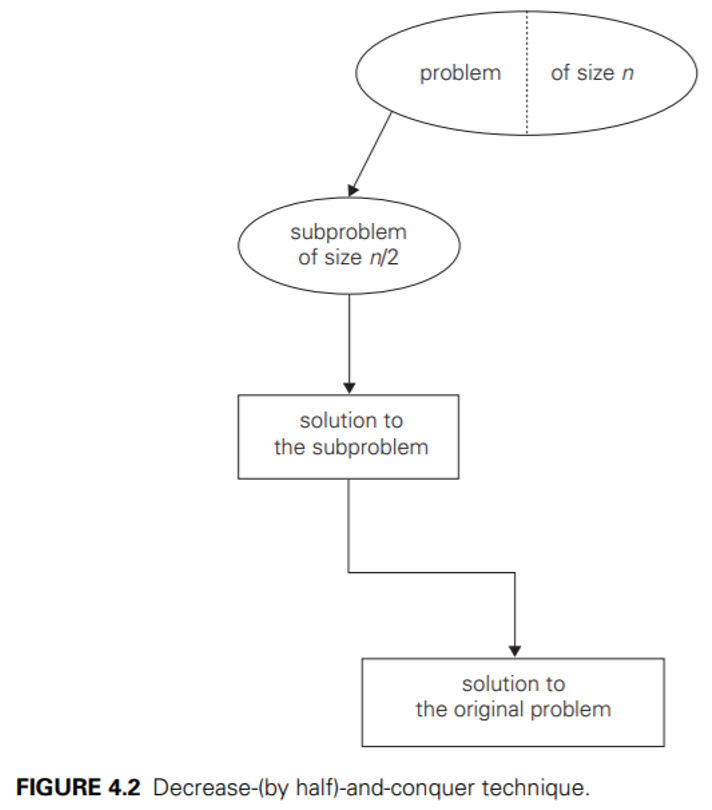 problem of size n
subproblem
of size n/2
solution to
the subproblem
solution to
the original problem
FIGURE 4.2 Decrease-(by half)-and-conquer technique.